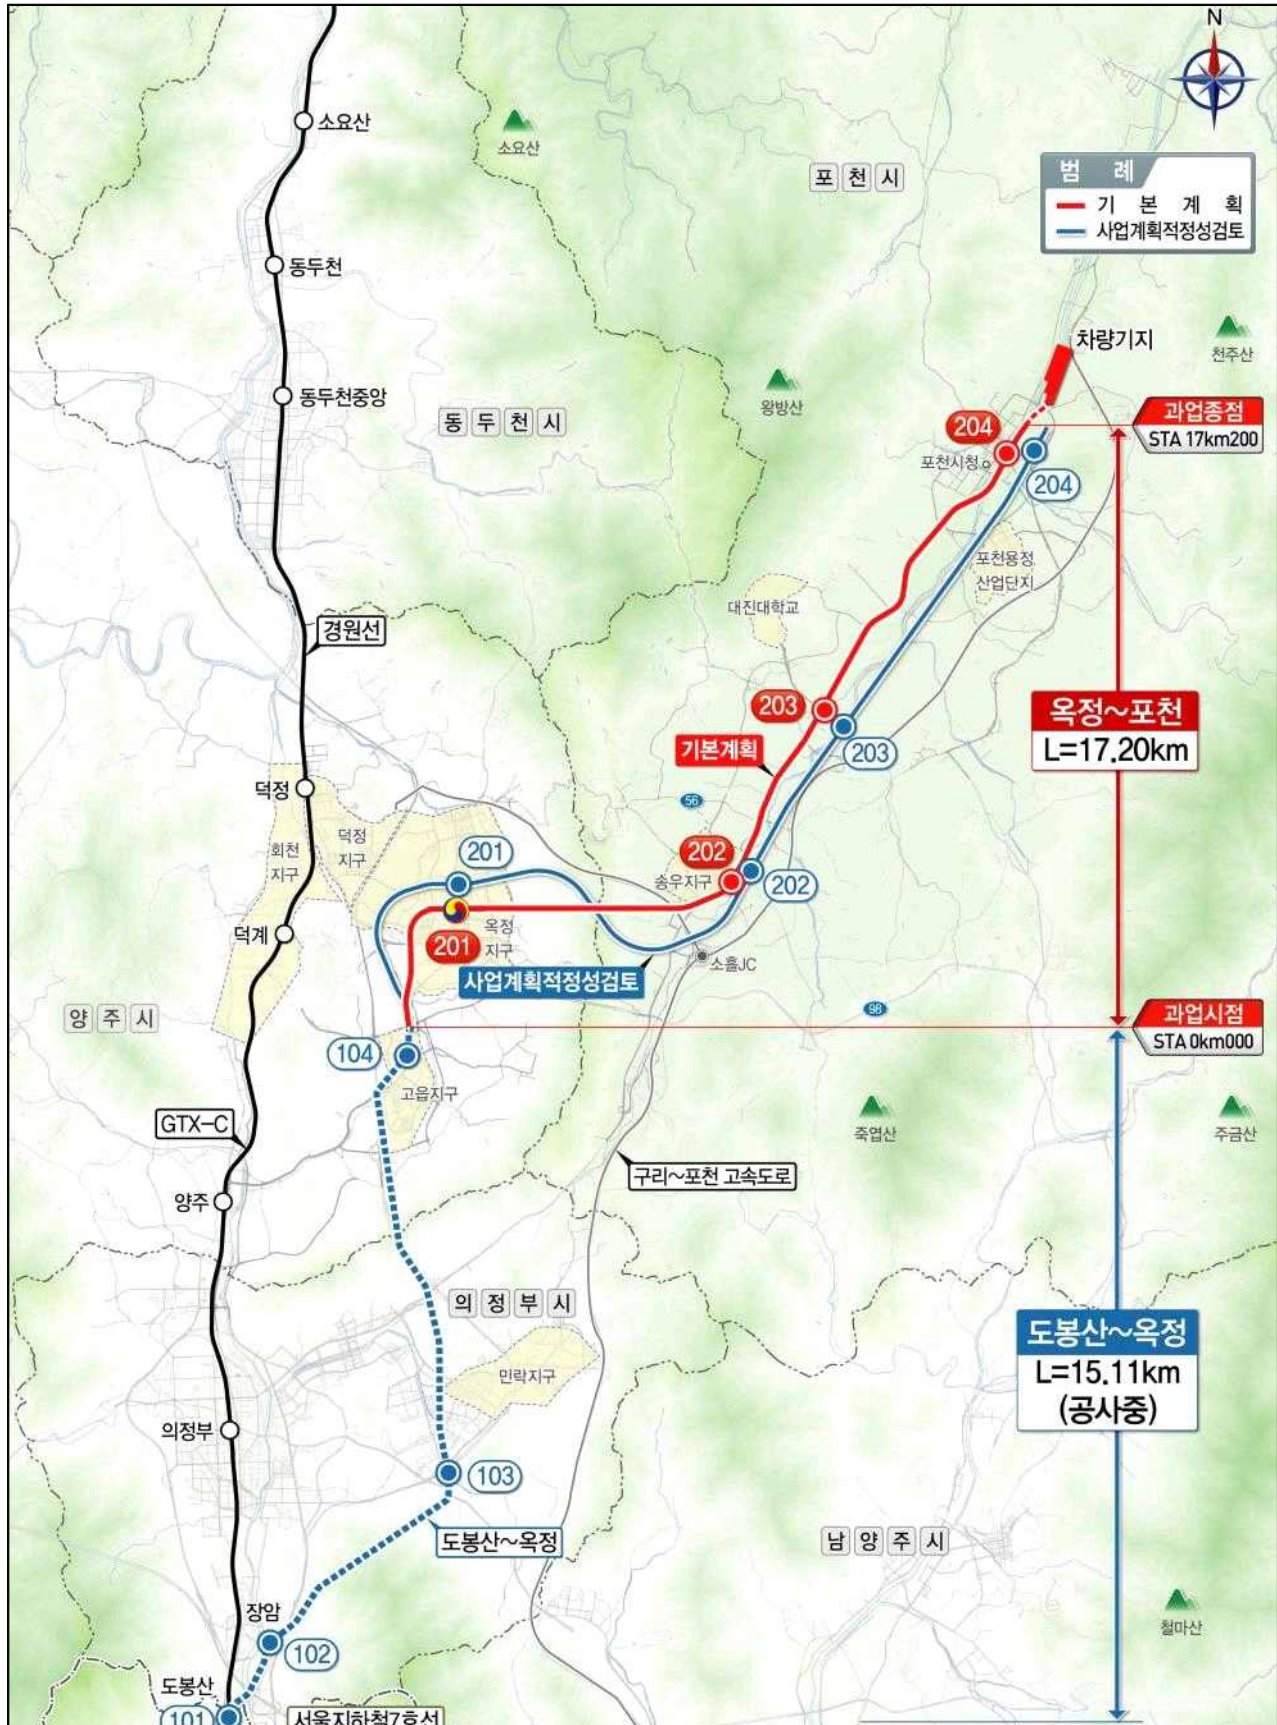 N
소요산
소요산
포천시
범 례
기 본 계 획
사업계획적정성검토
동두천
차량기지
천주산
동두천중앙
왕방산
동두천시
과업종점
STA 17km200
204
포천시청
204
포천용정
산업단지
대진대학교
경원선
203
203
옥정~포천
L=17.20km
기본계획
56
덕정
덕정
지구
회천
지구
201
202
송우지구
202
옥정
지구
201
덕계
소흘JC
사업계획적정성검토
양주시
98
과업시점
STA 0km000
104
고읍지구
GTX-C
죽엽산
주금산
구리~포천 고속도로
양주
의정부시
민락지구
도봉산~옥정
L=15.11km
(공사중)
의정부
103
도봉산~옥정
남양주시
장암
102
철마산
도봉산
101
서울지하철7호선